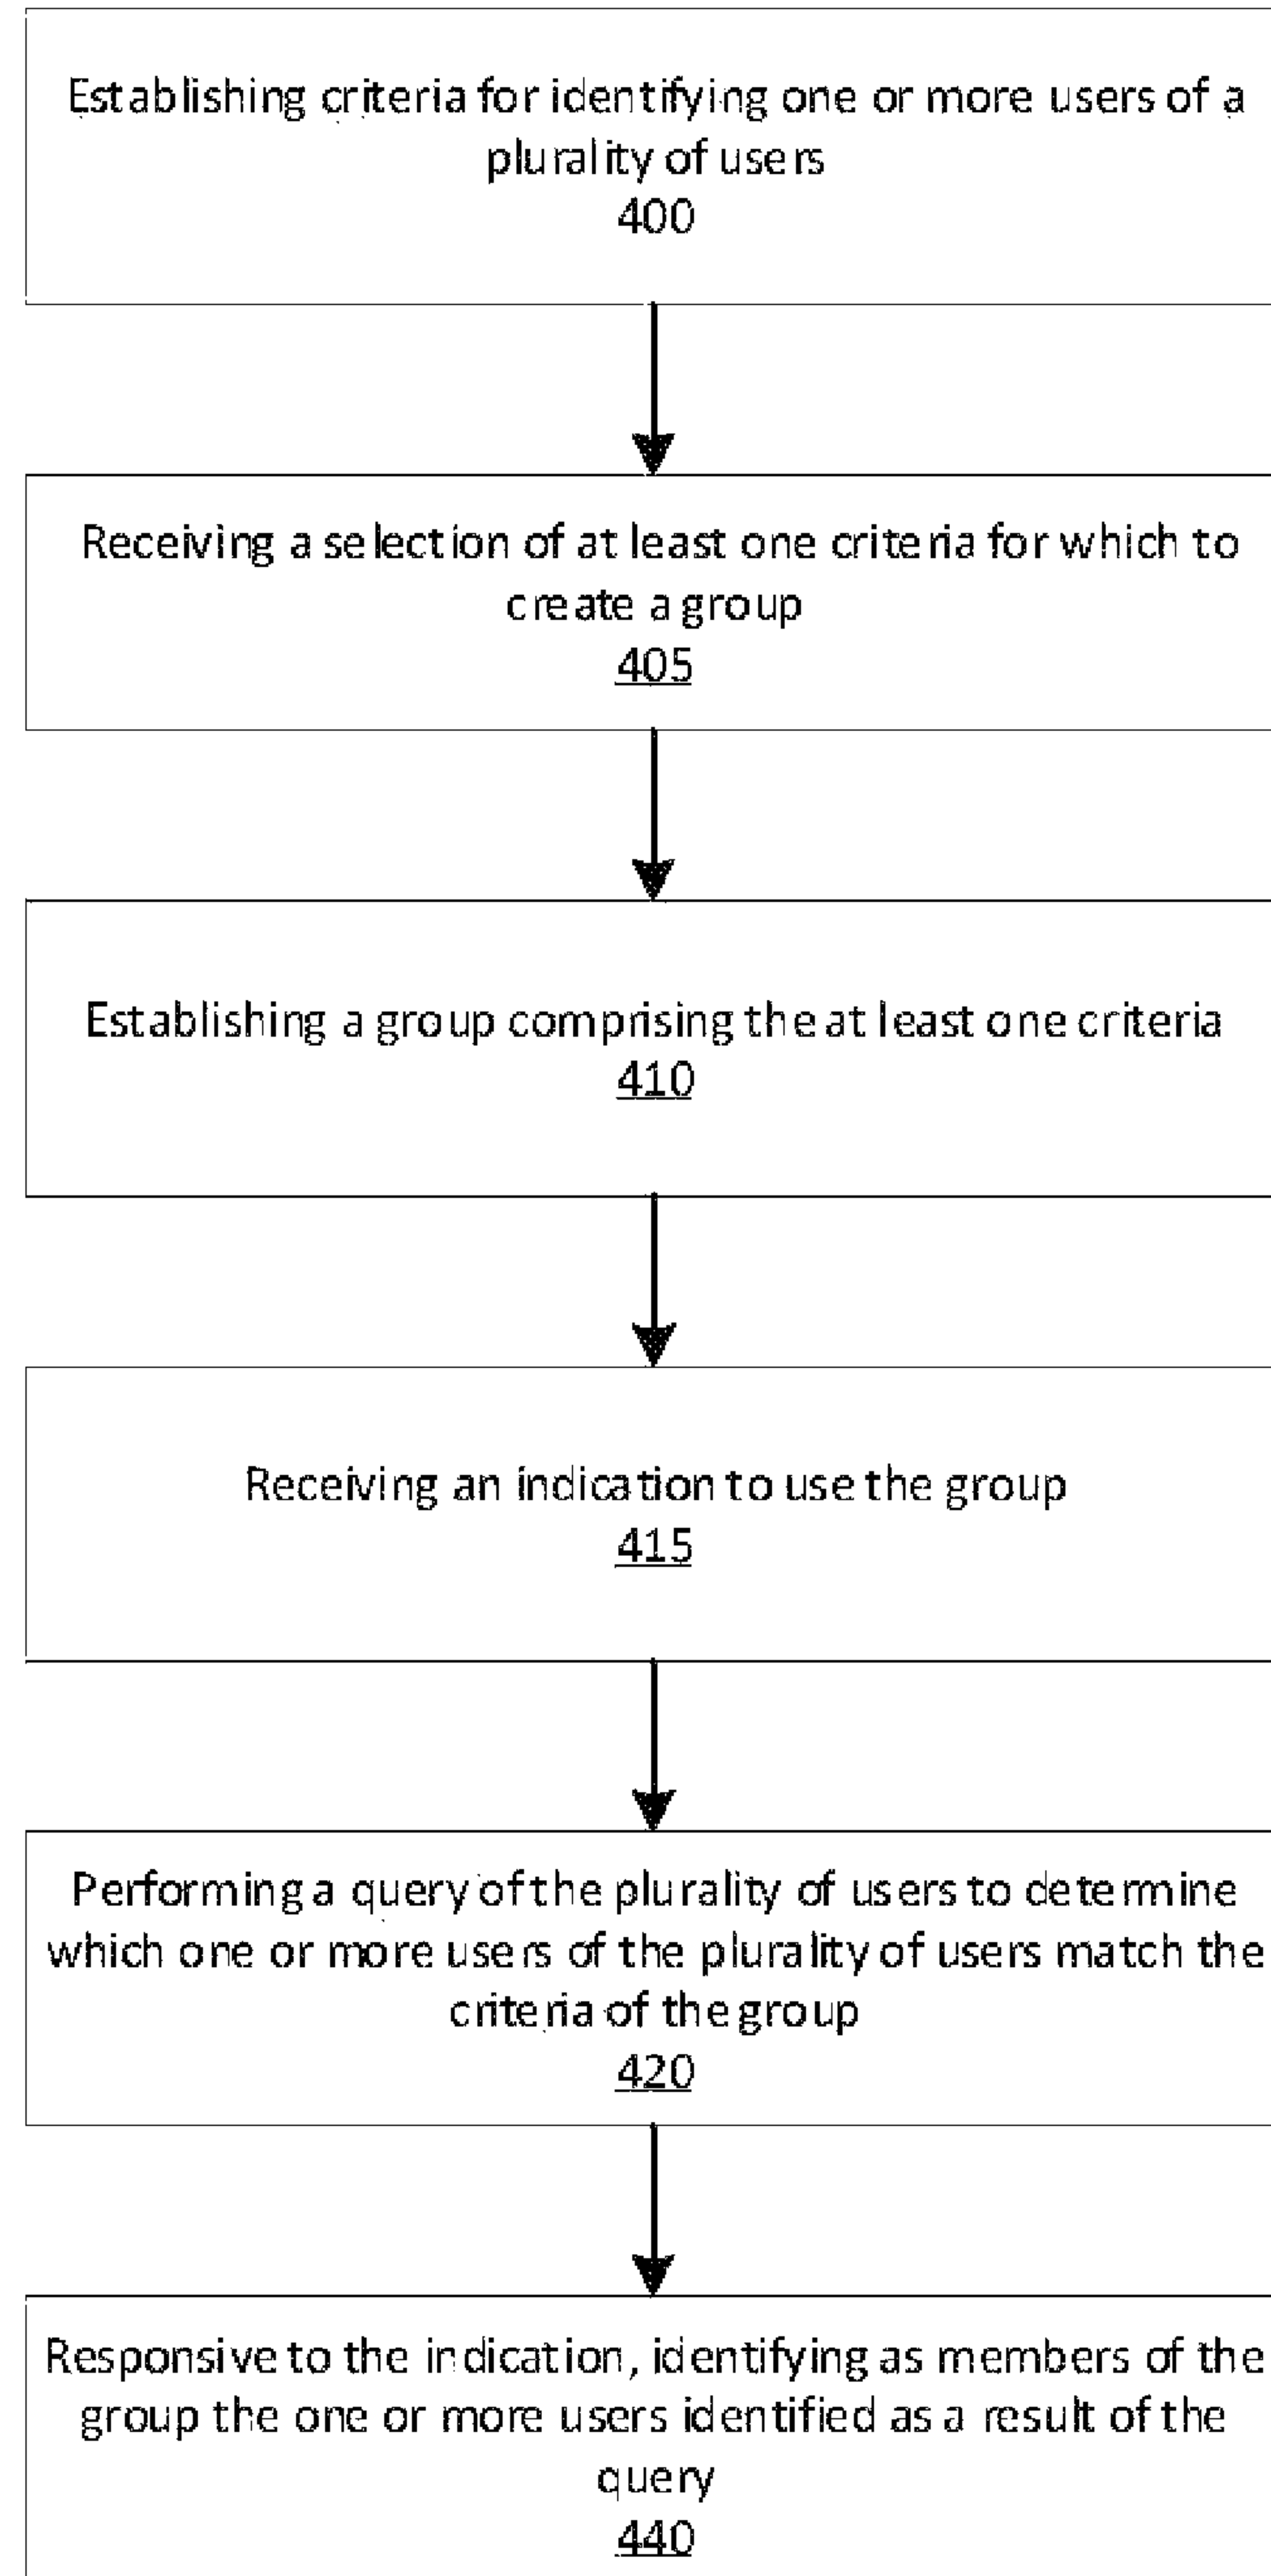 Establishing criteria for identifying one or more users of a
plurality of users
400
Receiving a selection of at least one criteria for which to
create a group
405
Establishing a group comprising the at least one criteria
410
Receiving an indication to use the group
415
Performing a query of the plurality of users to determine
which one or more users of the plurality of users match the
criteria of the group
420
Responsive to the indication, identifying as members of the
group the one or more users identified as a result of the
query
440